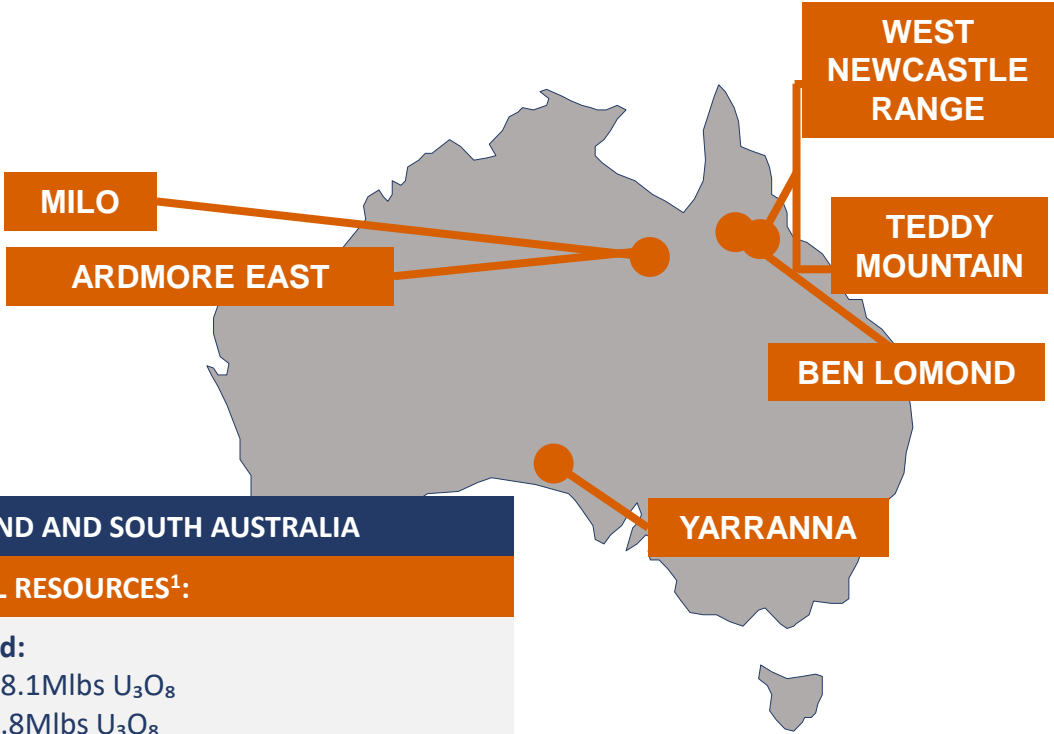 WEST
NEWCASTLE
RANGE
MILO
TEDDY
MOUNTAIN
ARDMORE EAST
BEN LOMOND
YARRANNA
ND AND SOUTH AUSTRALIA
L RESOURCES¹:
d:
8.1Mlbs U₃O₈
.8Mlbs U₃O₈